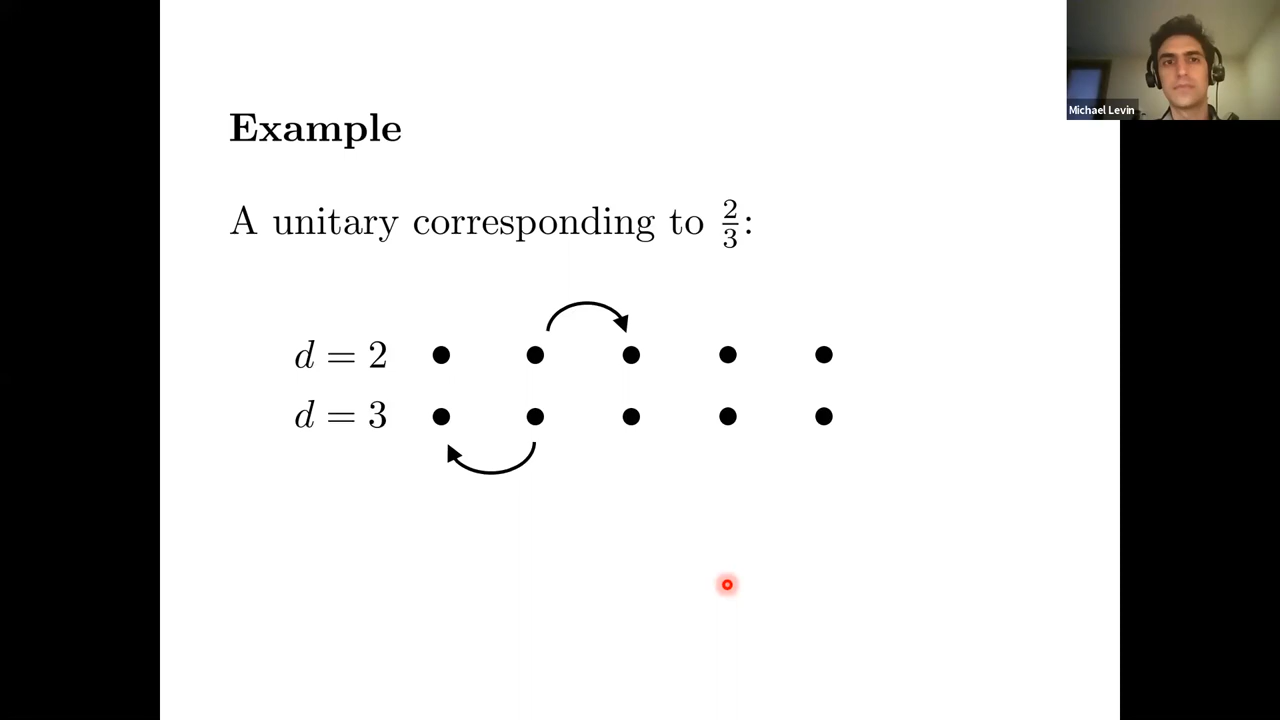 Michael Levin
Example
A unitary corresponding to 2/3:
d = 2
d = 3